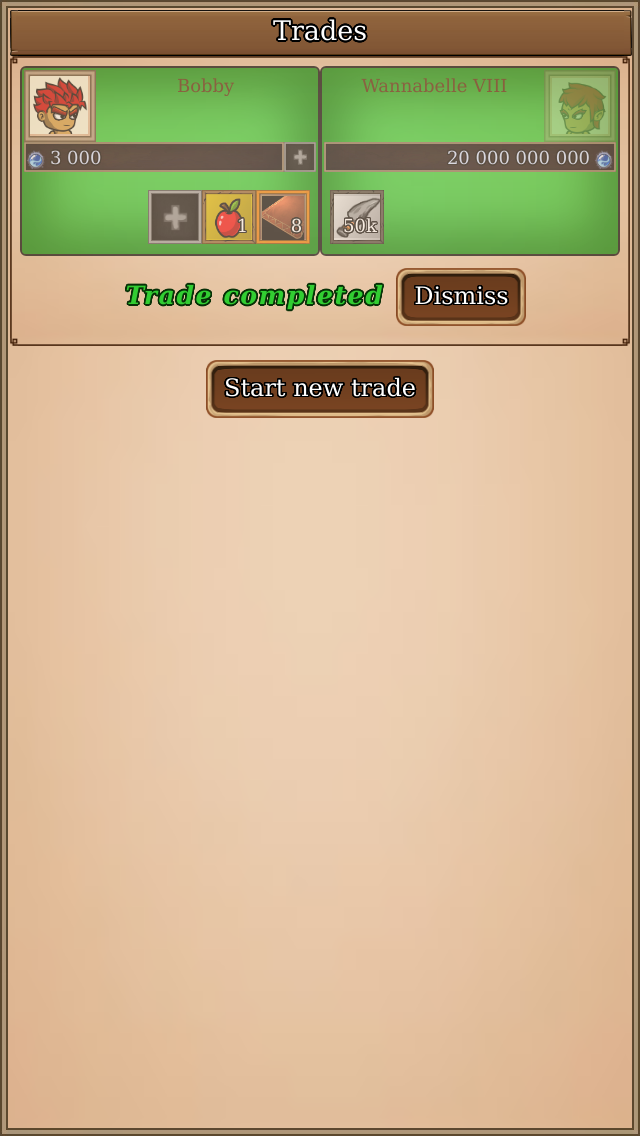 Trades
Bobby
Wannabelle VIII
3 000
20 000 000 000
1
8
50k
Trade completed
Dismiss
Start new trade